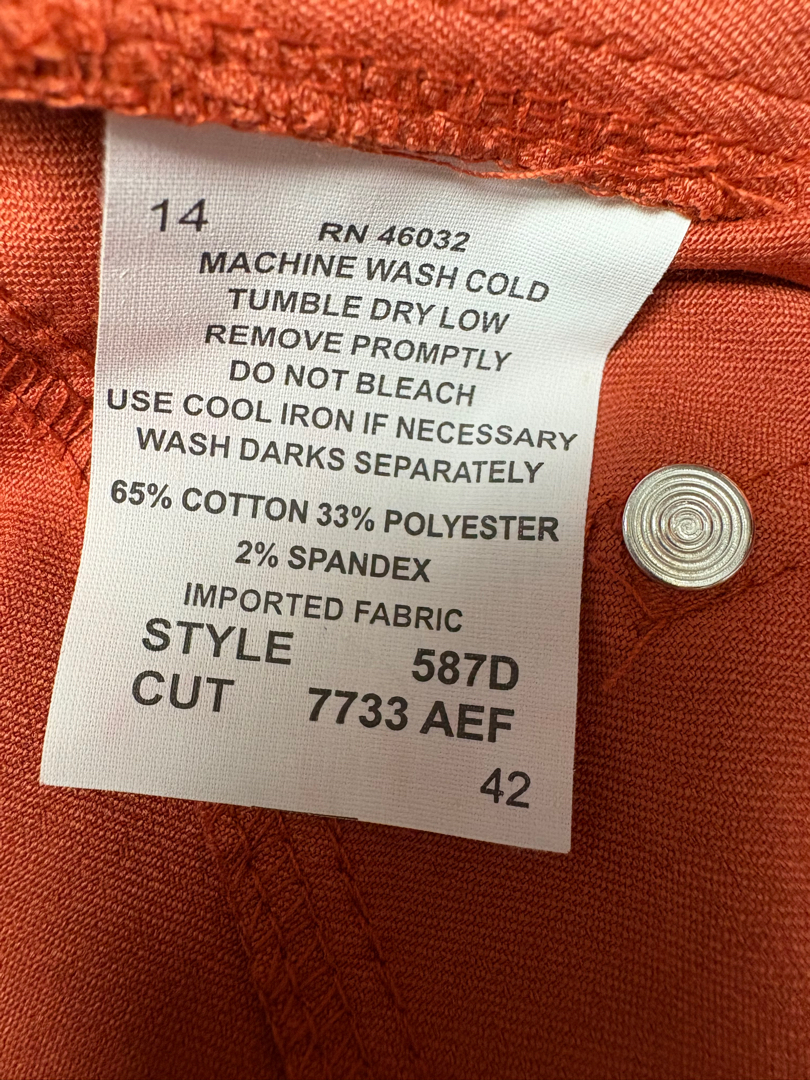 14
RN 46032
MACHINE WASH COLD
TUMBLE DRY LOW
REMOVE PROMPTLY
DO NOT BLEACH
USE COOL IRON IF NECESSARY
WASH DARKS SEPARATELY
65% COTTON 33% POLYESTER
2% SPANDEX
IMPORTED FABRIC
STYLE 587D
CUT 7733 AEF
42